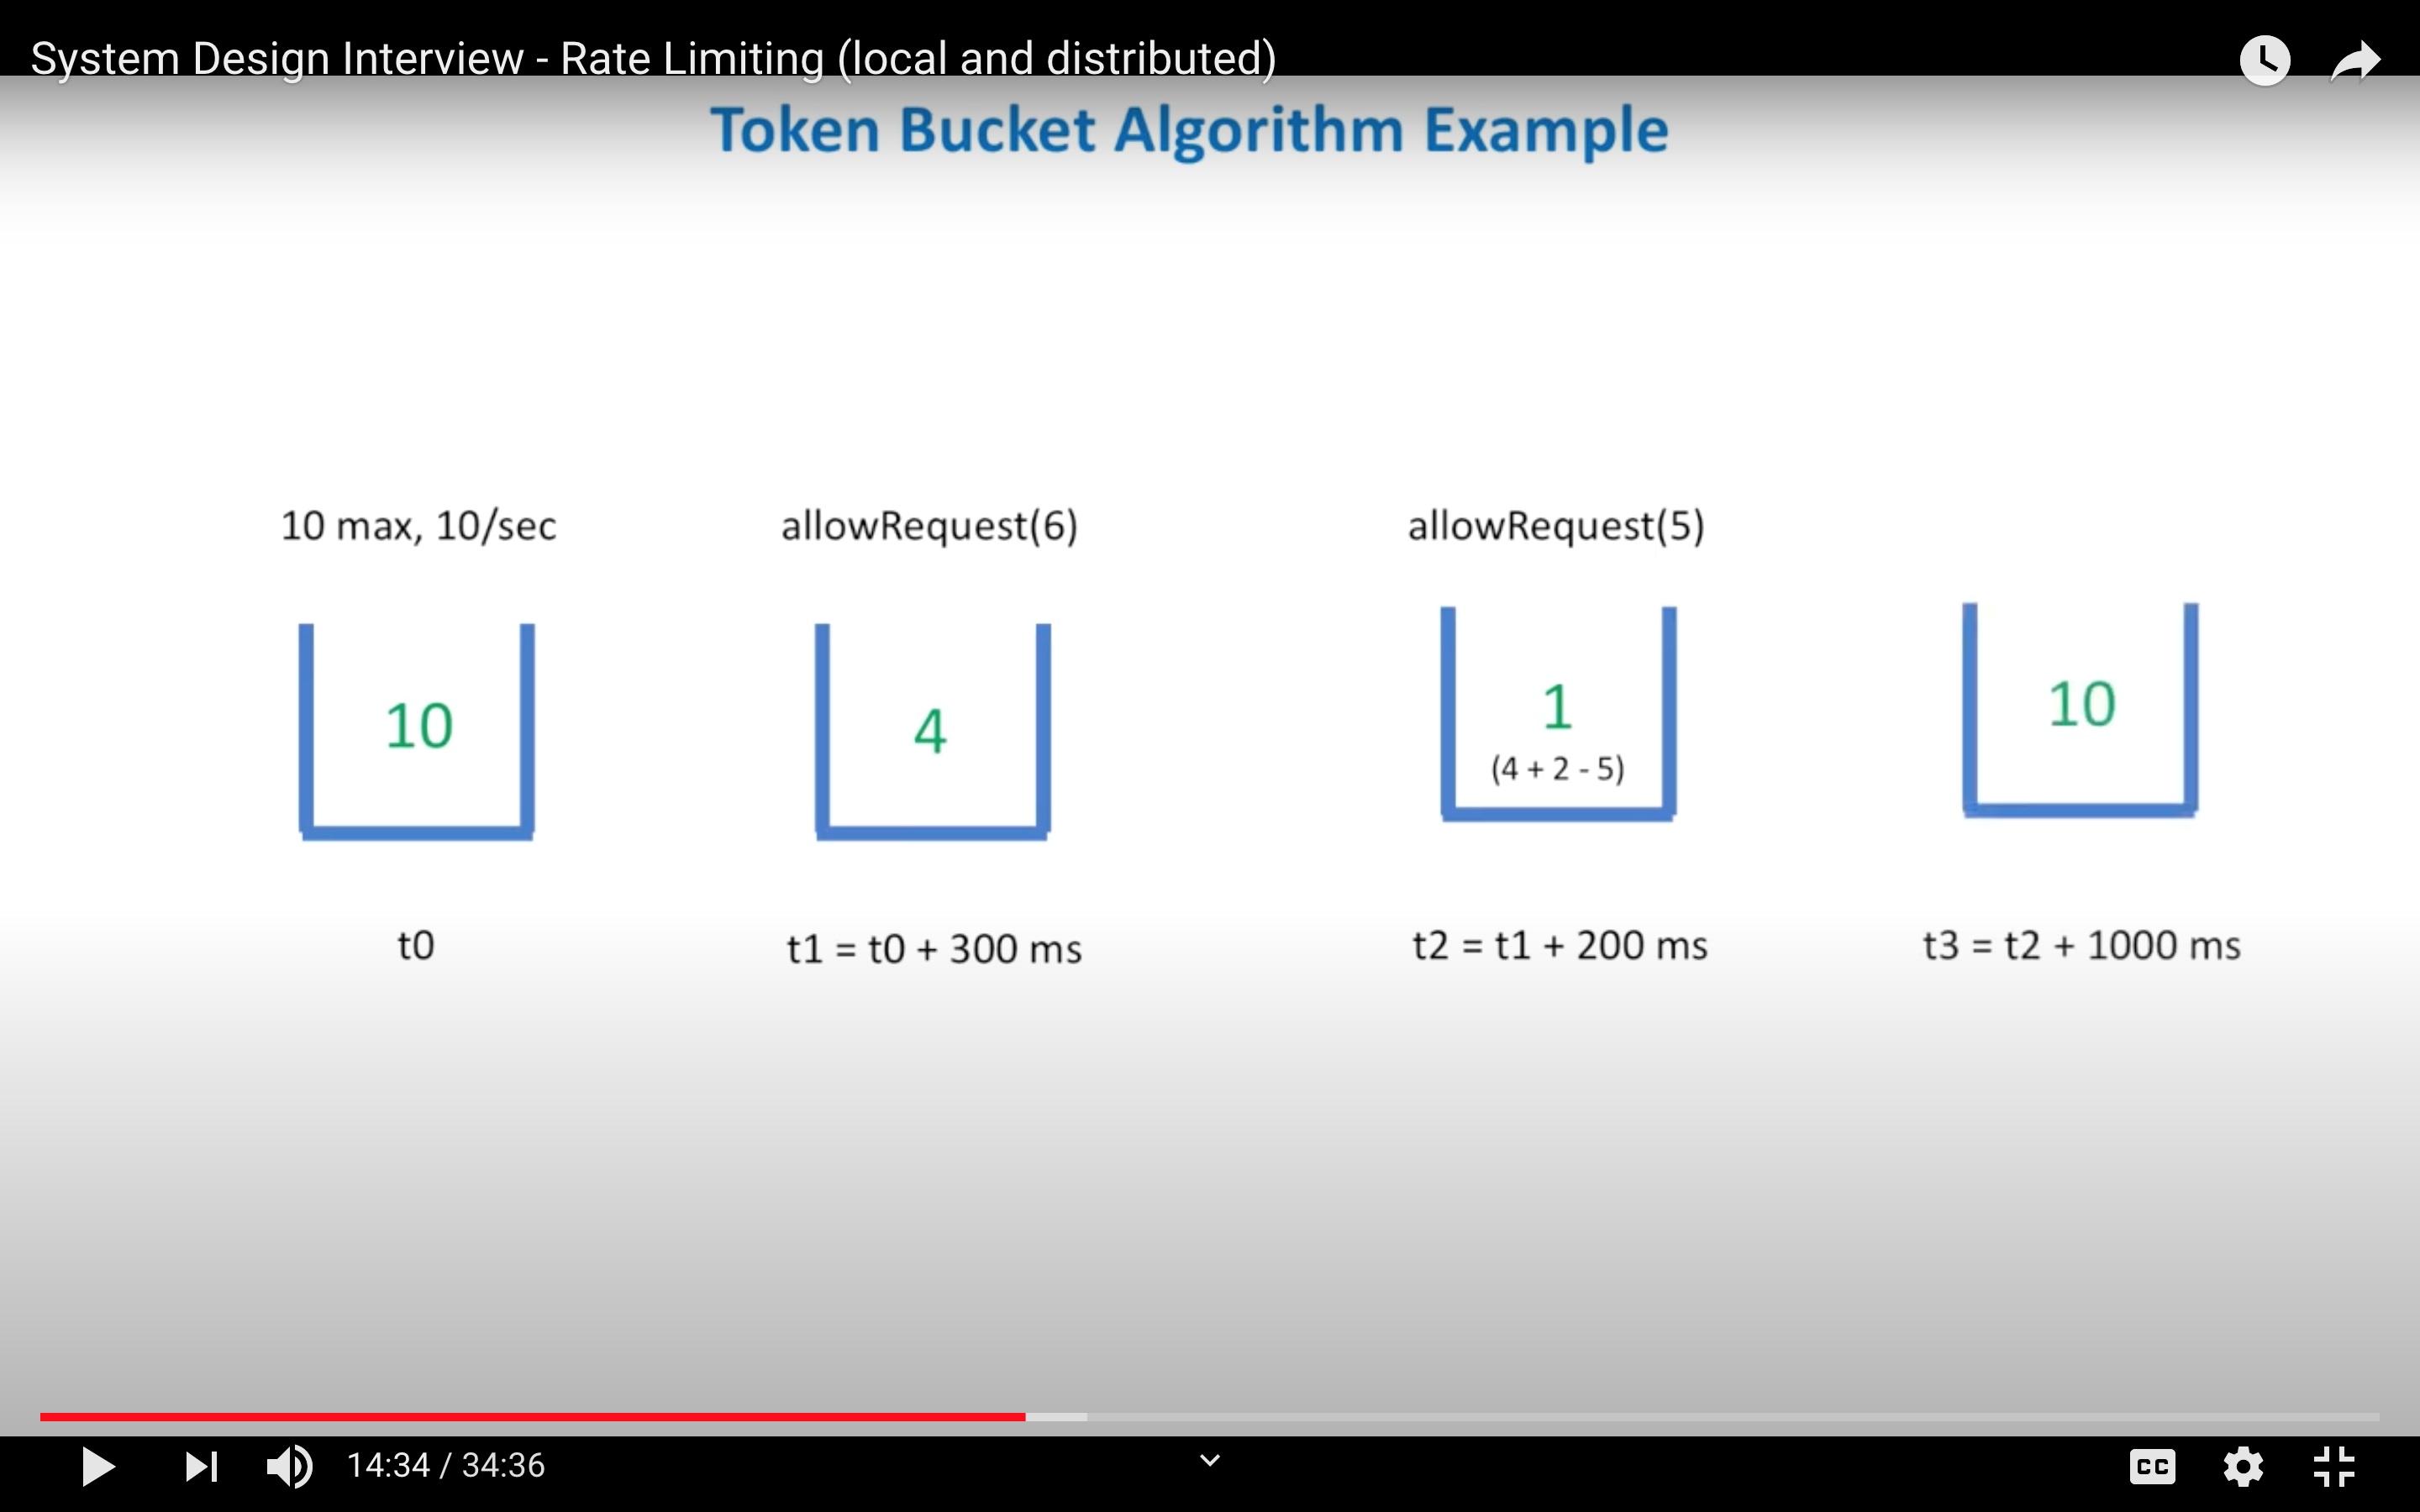 System Design Interview - Rate Limiting (local and distributed)
Token Bucket Algorithm Example
10 max, 10/sec
allowRequest(6)
allowRequest(5)
10
4
1
(4 + 2 - 5)
10
t0
t1 = t0 + 300 ms
t2 = t1 + 200 ms
t3 = t2 + 1000 ms
14:34 / 34:36
CC